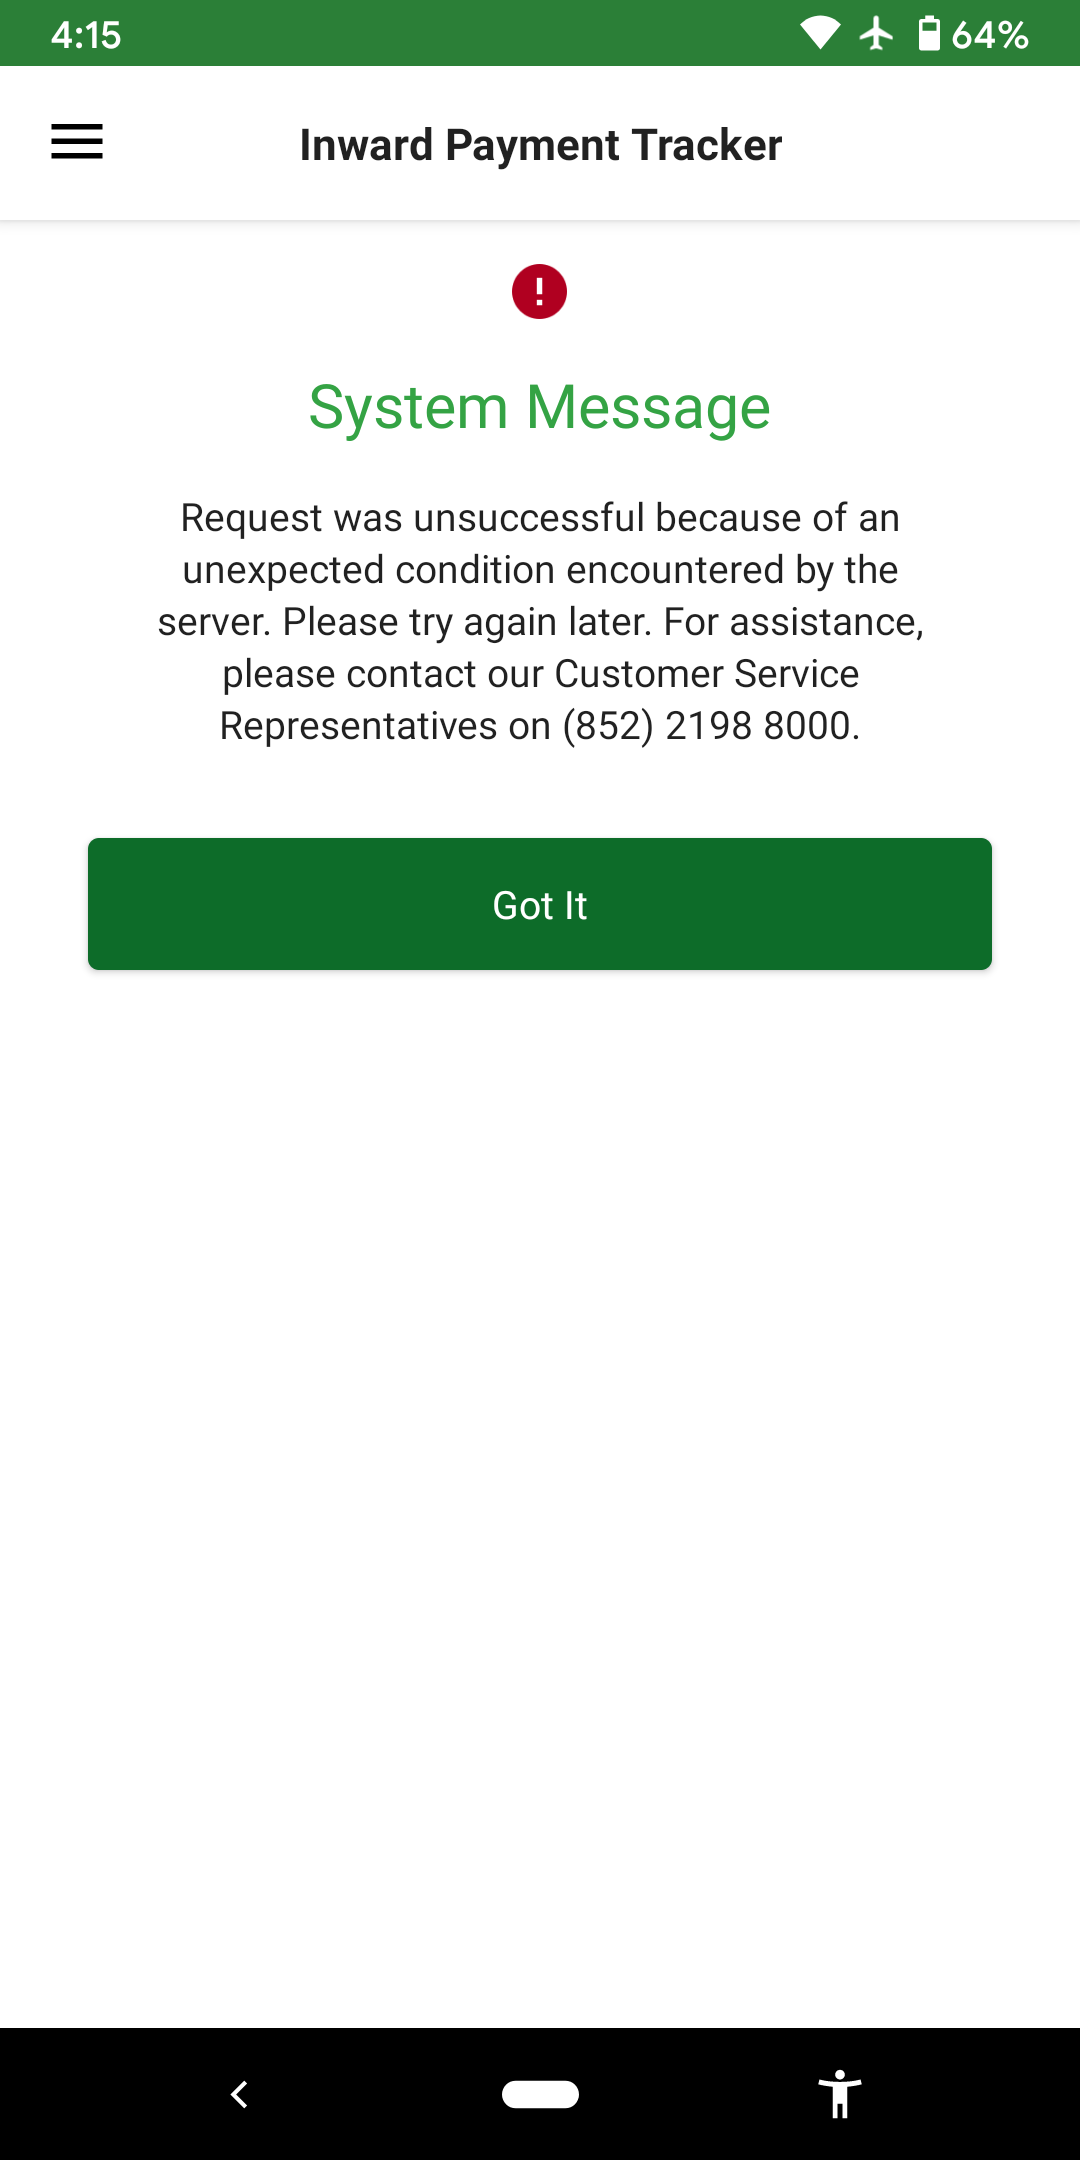 4:15
64%
Inward Payment Tracker
System Message
Request was unsuccessful because of an
unexpected condition encountered by the
server. Please try again later. For assistance,
please contact our Customer Service
Representatives on (852) 2198 8000.
Got It